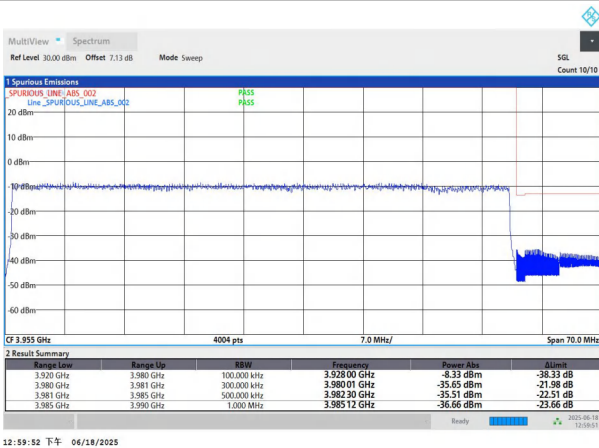 MultiView Spectrum
Ref Level 30.00 dBm Offset 7.13 dB Mode Sweep SGL
Count 10/10
1 Spurious Emissions
SPURIOUS_LINE_ABS_002 PASS
Line _SPURIOUS_LINE_ABS_002 PASS
20 dBm
10 dBm
0 dBm
-10 dBm
-20 dBm
-30 dBm
-40 dBm
-50 dBm
-60 dBm
CF 3.955 GHz 4004 pts 7.0 MHz/ Span 70.0 MHz
2 Result Summary
Range Low Range Up RBW Frequency Power Abs ΔLimit
3.920 GHz 3.980 GHz 100.000 kHz 3.928 00 GHz -8.33 dBm -38.33 dB
3.980 GHz 3.981 GHz 300.000 kHz 3.980 01 GHz -35.65 dBm -21.98 dB
3.981 GHz 3.985 GHz 500.000 kHz 3.982 30 GHz -35.51 dBm -22.51 dB
3.985 GHz 3.990 GHz 1.000 MHz 3.985 12 GHz -36.66 dBm -23.66 dB
Ready 2025-06-18
12:59:51
12:59:52 下午 06/18/2025